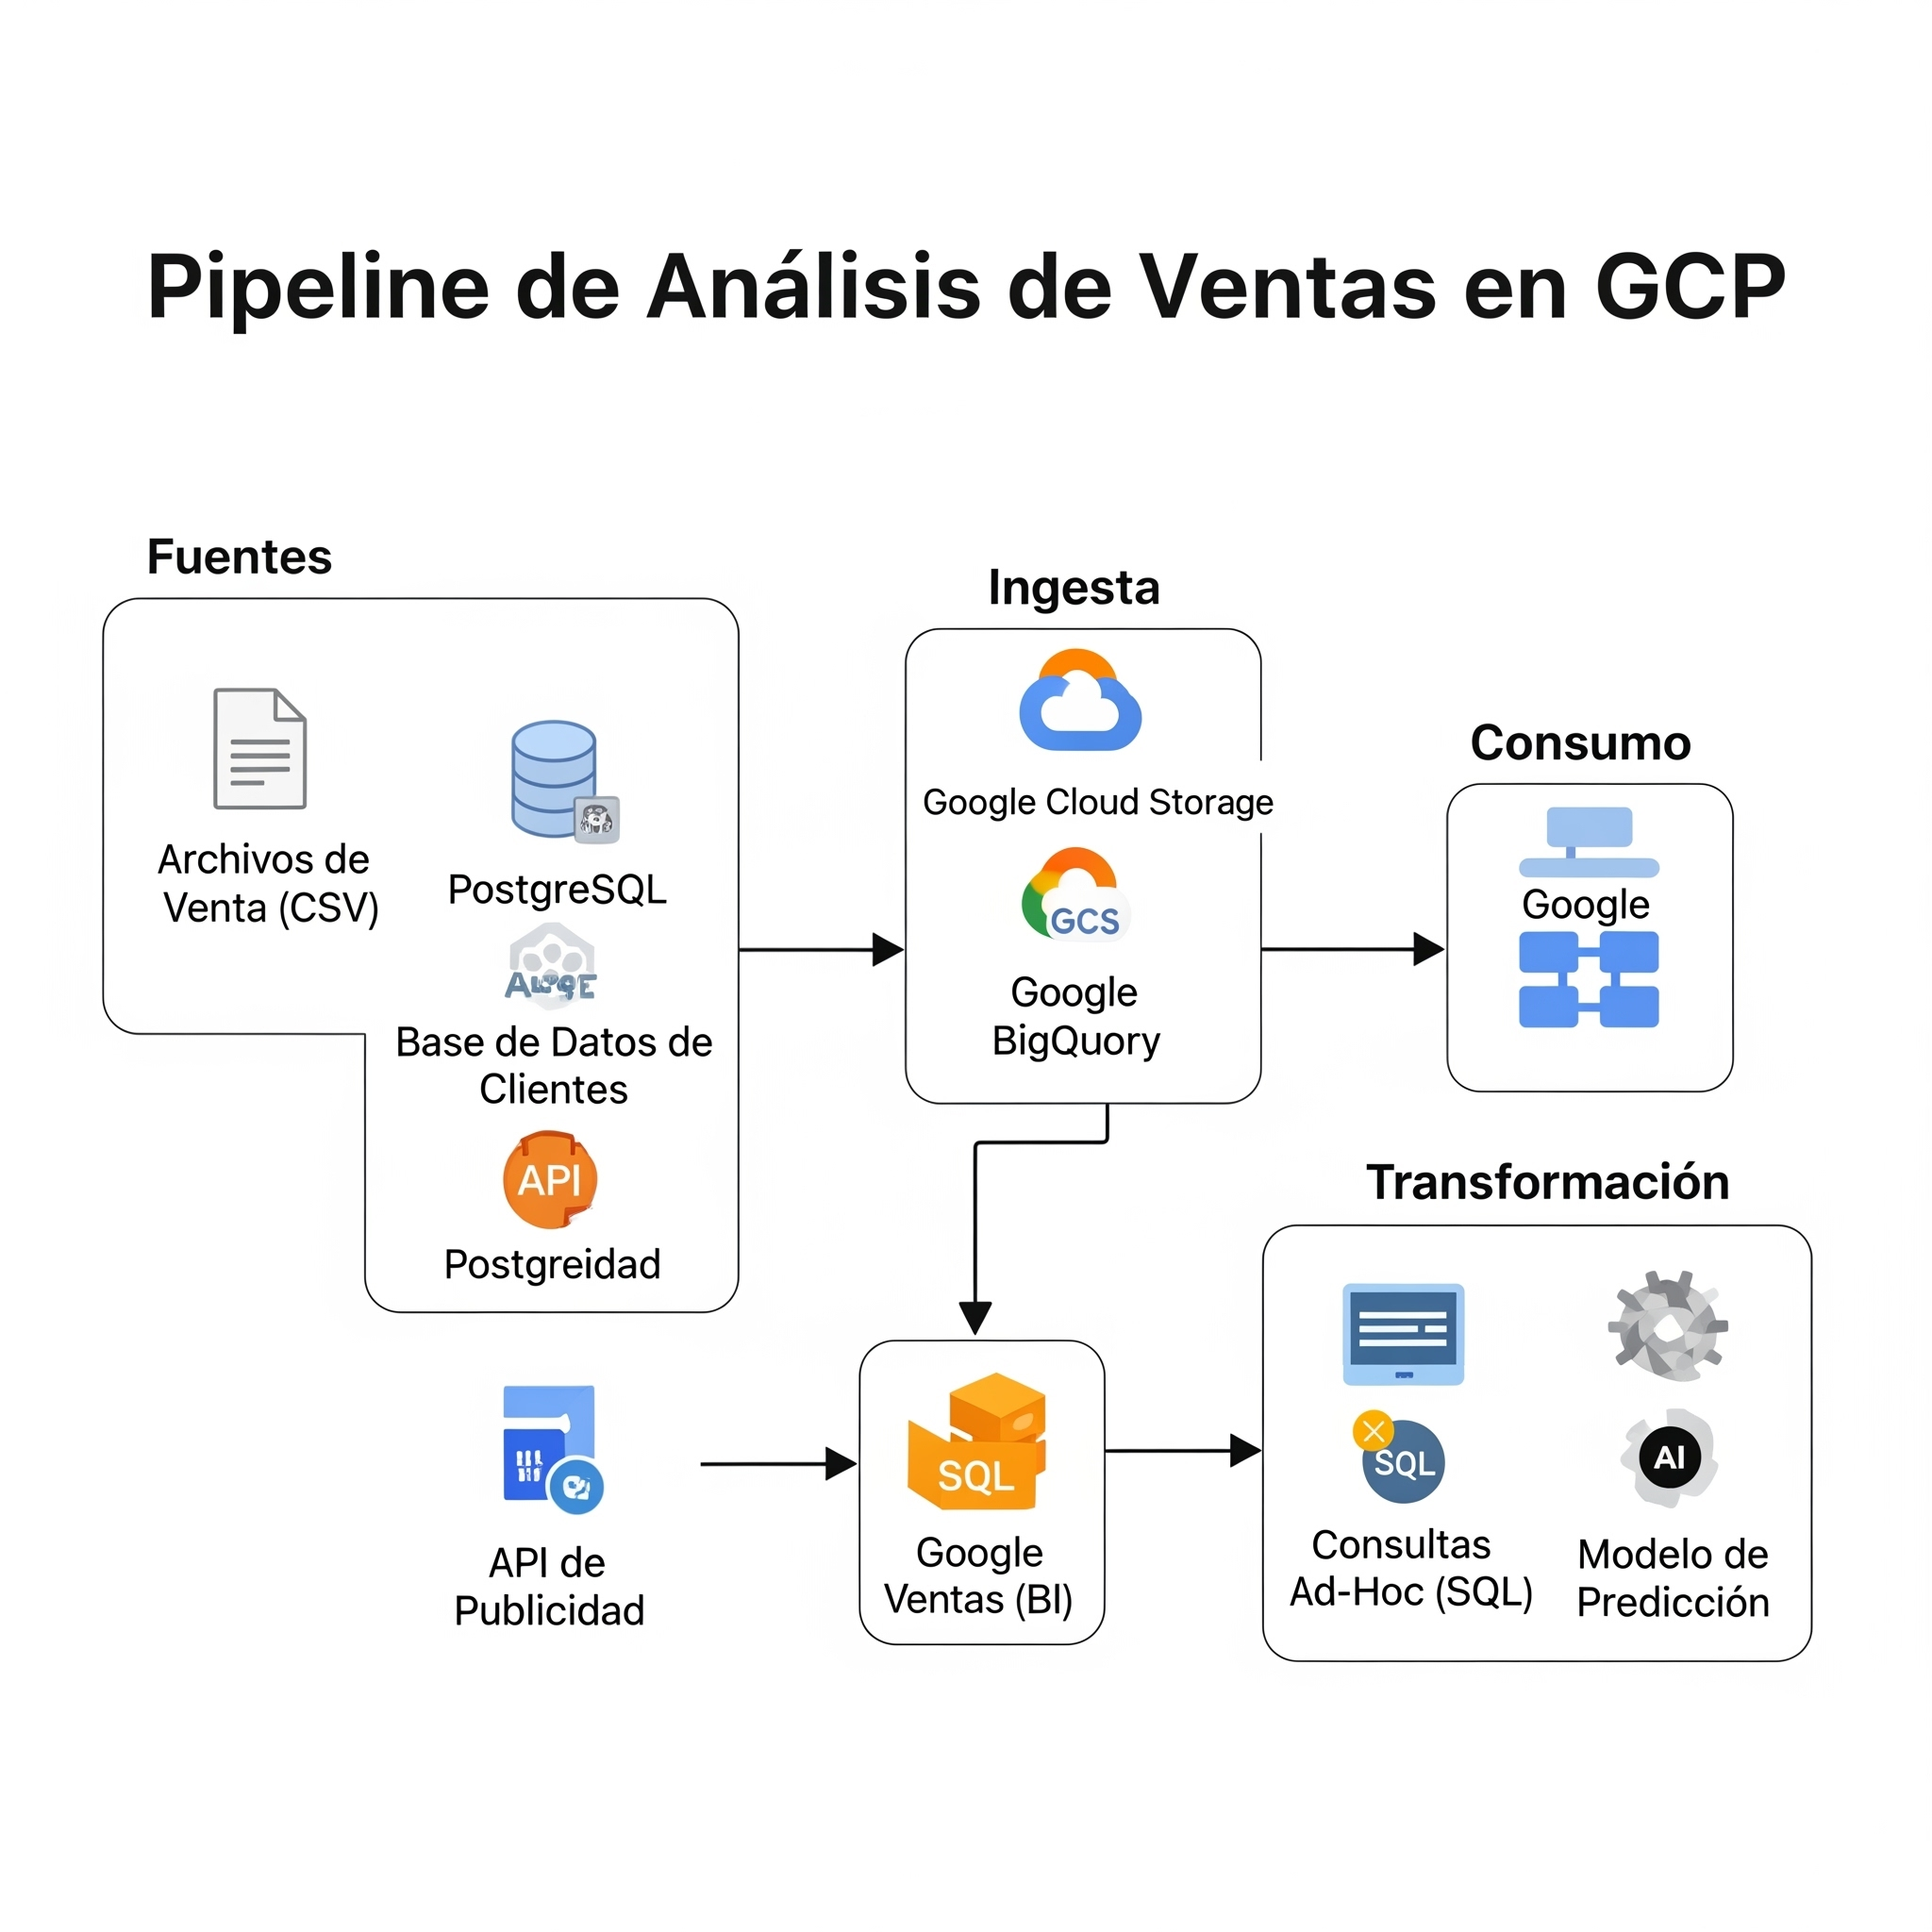 Pipeline de Análisis de Ventas en GCP
Fuentes
Archivos de
Venta (CSV)
PostgreSQL
Base de Datos de
Clientes
API
Postgreidad
API de
Publicidad
Ingesta
Google Cloud Storage
GCS
Google
BigQuory
SQL
Google
Ventas (BI)
Consumo
Google
Transformación
SQL
Consultas
Ad-Hoc (SQL)
AI
Modelo de
Predicción